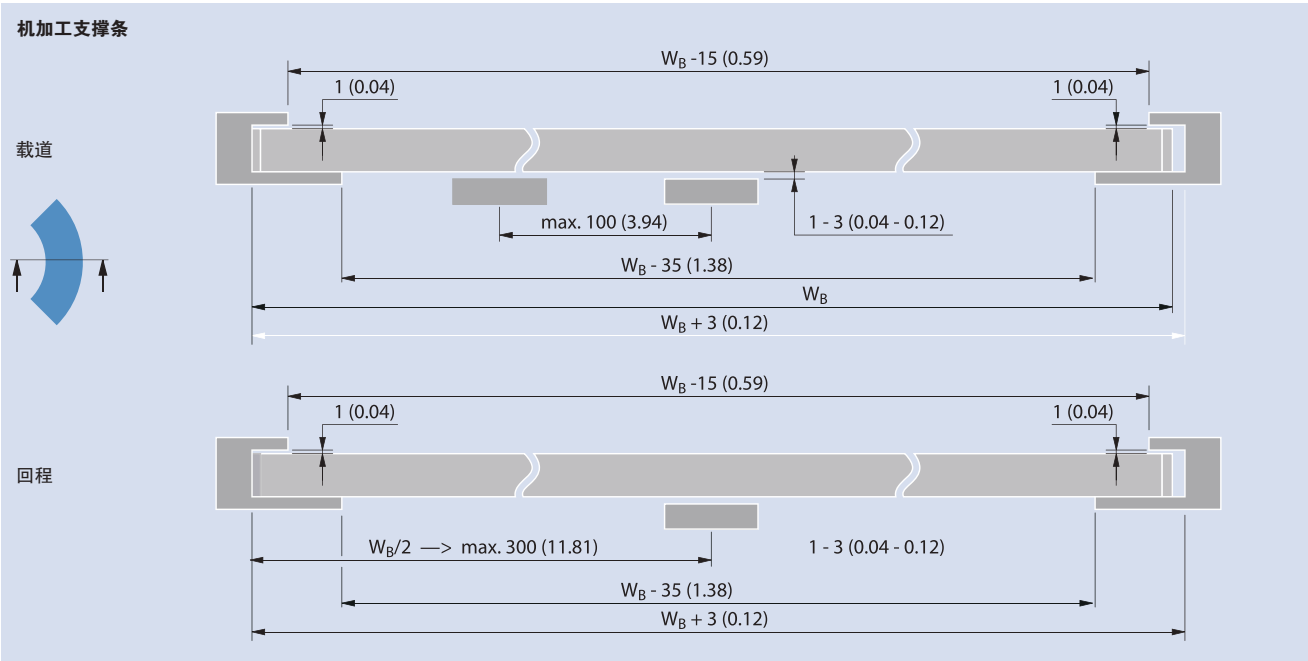 机加工支撑条
W_B -15 (0.59)
1 (0.04)
1 (0.04)
载道
max. 100 (3.94)
1 - 3 (0.04 - 0.12)
W_B - 35 (1.38)
W_B
W_B + 3 (0.12)
W_B -15 (0.59)
1 (0.04)
1 (0.04)
回程
W_B/2 —> max. 300 (11.81)
1 - 3 (0.04 - 0.12)
W_B - 35 (1.38)
W_B + 3 (0.12)